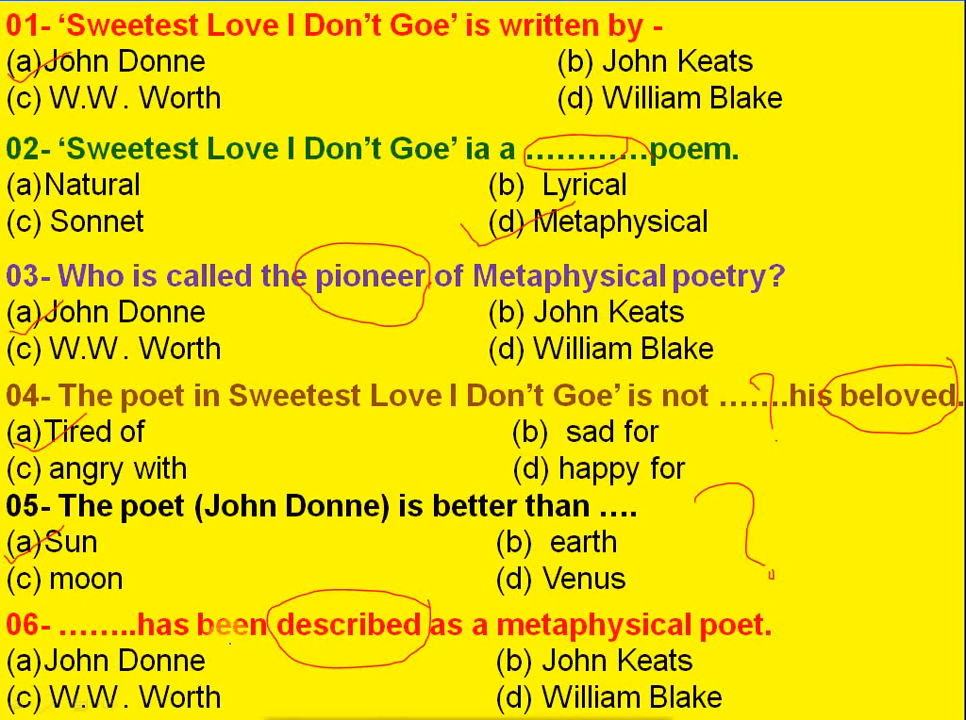 01- ‘Sweetest Love I Don’t Goe’ is written by -
(a)John Donne (b) John Keats
(c) W.W. Worth (d) William Blake
02- ‘Sweetest Love I Don’t Goe’ ia a …………poem.
(a)Natural (b) Lyrical
(c) Sonnet (d) Metaphysical
03- Who is called the pioneer of Metaphysical poetry?
(a)John Donne (b) John Keats
(c) W.W. Worth (d) William Blake
04- The poet in Sweetest Love I Don’t Goe’ is not …….his beloved.
(a)Tired of (b) sad for
(c) angry with (d) happy for
05- The poet (John Donne) is better than ….
(a)Sun (b) earth
(c) moon (d) Venus
06- ……..has been described as a metaphysical poet.
(a)John Donne (b) John Keats
(c) W.W. Worth (d) William Blake